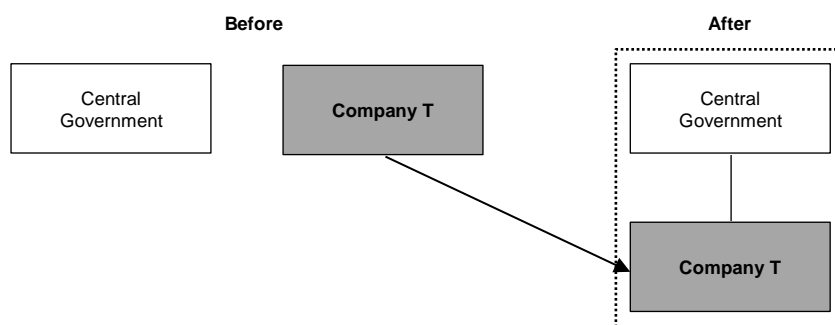 Before
After
Central
Government
Company T
Central
Government
Company T